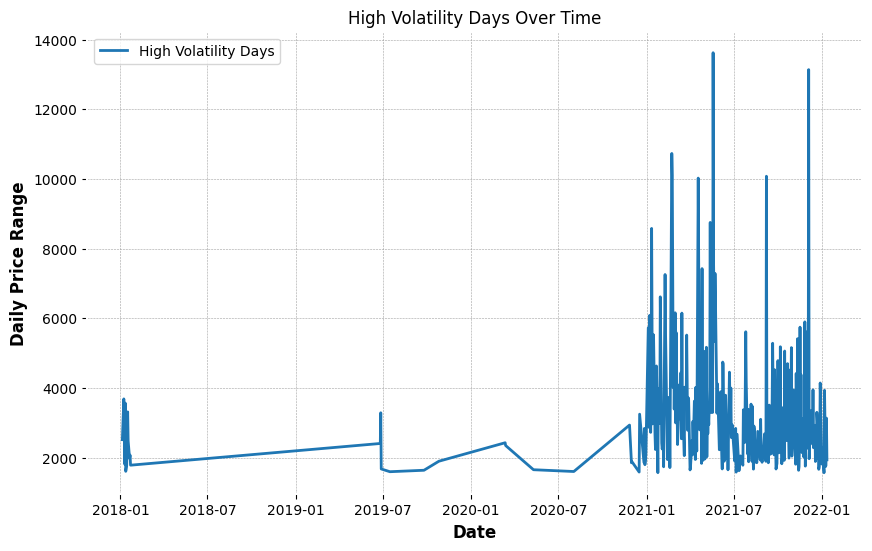 High Volatility Days Over Time
High Volatility Days
14000
12000
10000
8000
6000
4000
2000
Daily Price Range
2018-01 2018-07 2019-01 2019-07 2020-01 2020-07 2021-01 2021-07 2022-01
Date